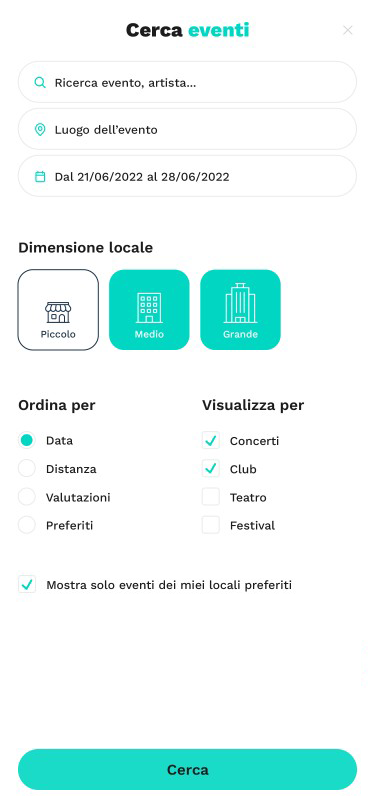 Cerca eventi
Ricerca evento, artista...
Luogo dell'evento
Dal 21/06/2022 al 28/06/2022
Dimensione locale
Piccolo
Medio
Grande
Ordina per
Data
Distanza
Valutazioni
Preferiti
Visualizza per
Concerti
Club
Teatro
Festival
Mostra solo eventi dei miei locali preferiti
Cerca